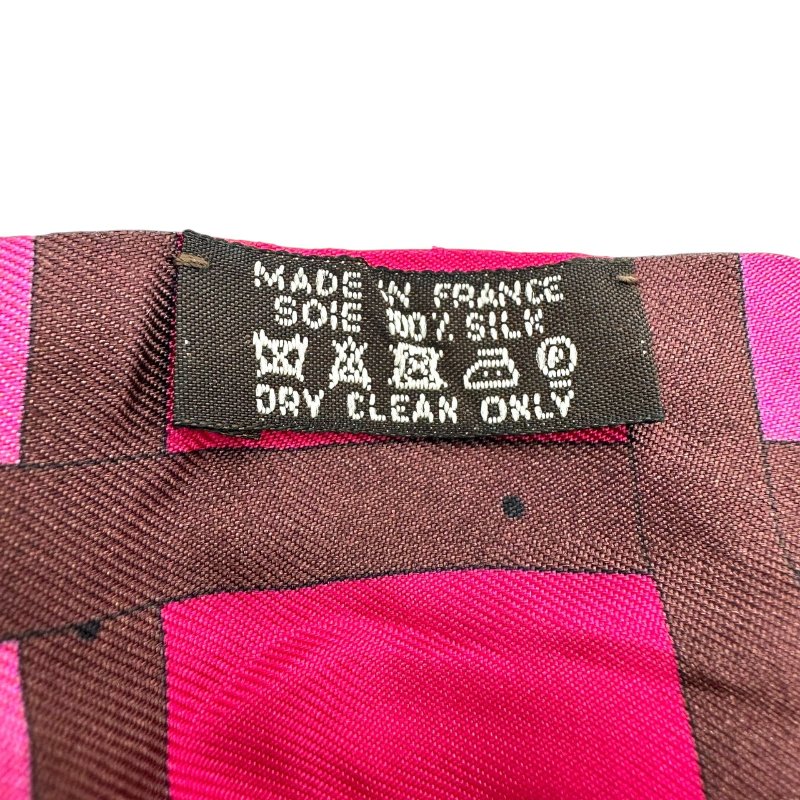 MADE IN FRANCE
SOIE 100% SILK
P
DRY CLEAN ONLY